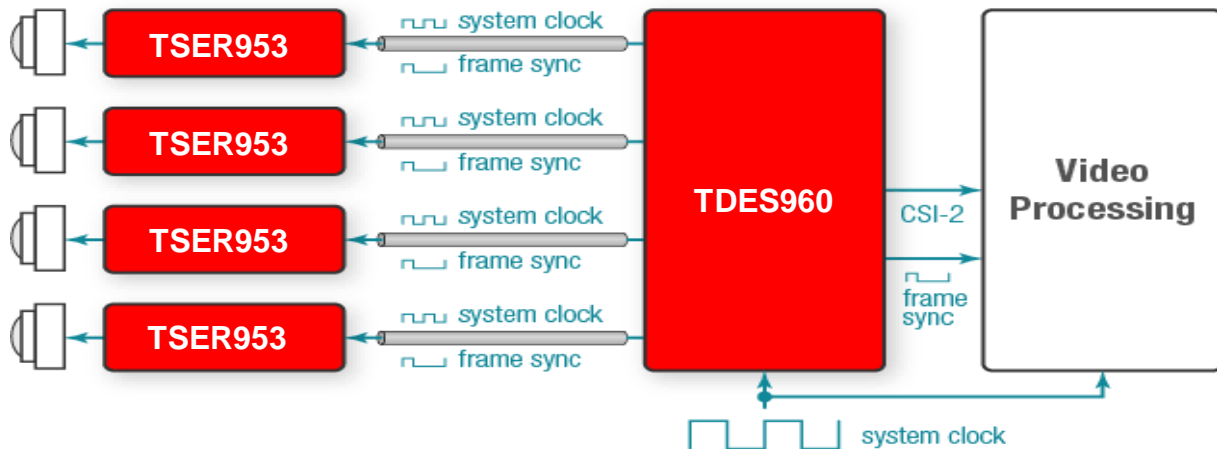 system clock
TSER953
frame sync
system clock
TSER953
frame sync
system clock
TSER953
frame sync
system clock
TSER953
frame sync
TDES960
CSI-2
frame
sync
Video
Processing
system clock